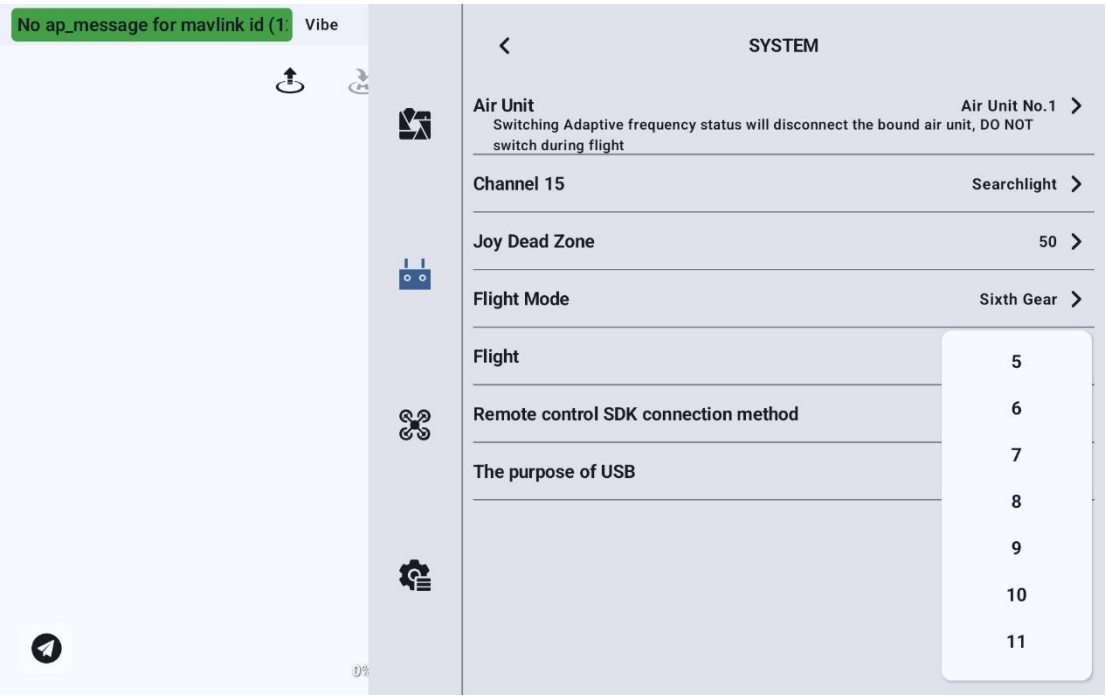 No ap_message for mavlink id (1
Vibe
SYSTEM
Air Unit
Air Unit No.1
Switching Adaptive frequency status will disconnect the bound air unit, DO NOT
switch during flight
Channel 15
Searchlight
Joy Dead Zone
50
Flight Mode
Sixth Gear
Flight
Remote control SDK connection method
The purpose of USB
5
6
7
8
9
10
11
0%